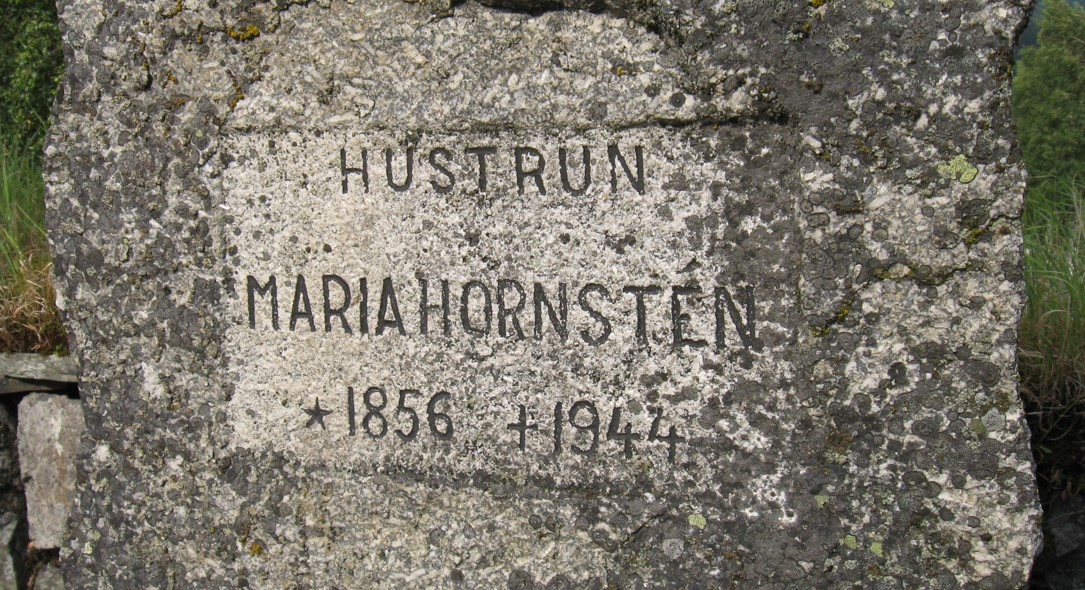 HUSTRUN
MARIA HORNSTÉN
★ 1856 +1944